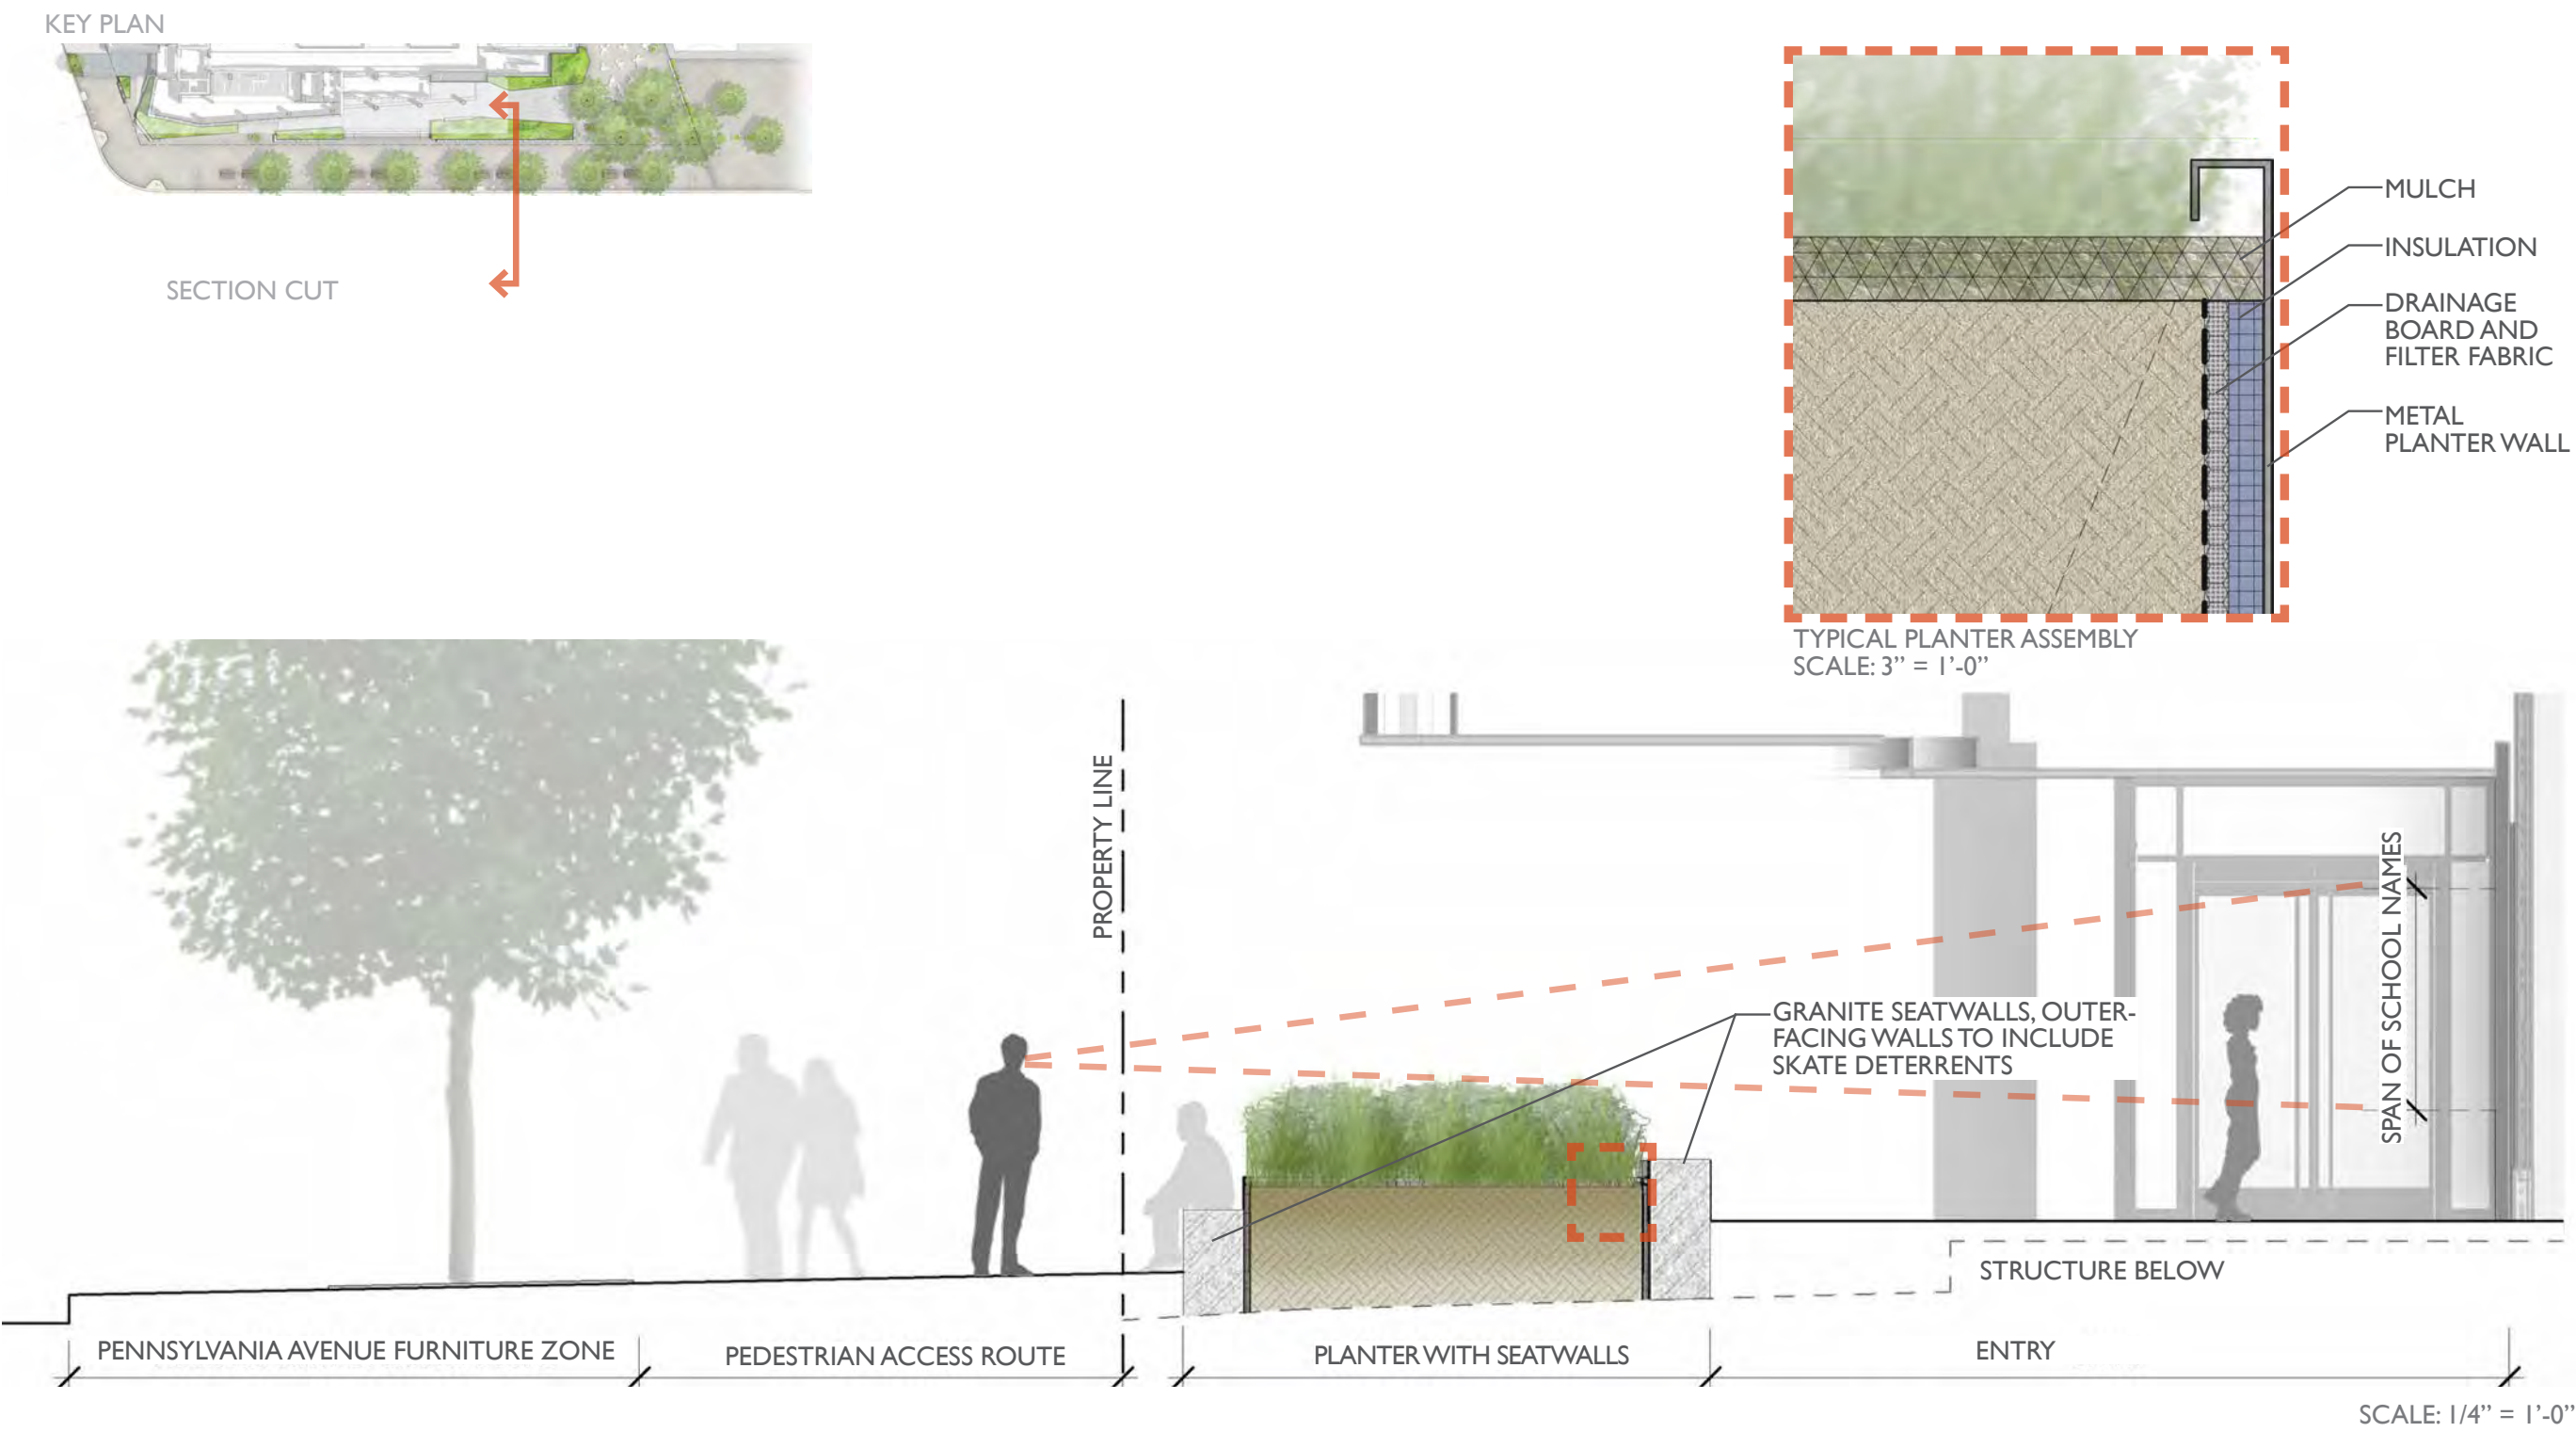 KEY PLAN
SECTION CUT
MULCH
INSULATION
DRAINAGE
BOARD AND
FILTER FABRIC
METAL
PLANTER WALL
TYPICAL PLANTER ASSEMBLY
SCALE: 3” = 1’-0”
PROPERTY LINE
SPAN OF SCHOOL NAMES
GRANITE SEATWALLS, OUTER-
FACING WALLS TO INCLUDE
SKATE DETERRENTS
STRUCTURE BELOW
PENNSYLVANIA AVENUE FURNITURE ZONE
PEDESTRIAN ACCESS ROUTE
PLANTER WITH SEATWALLS
ENTRY
SCALE: 1/4” = 1’-0”